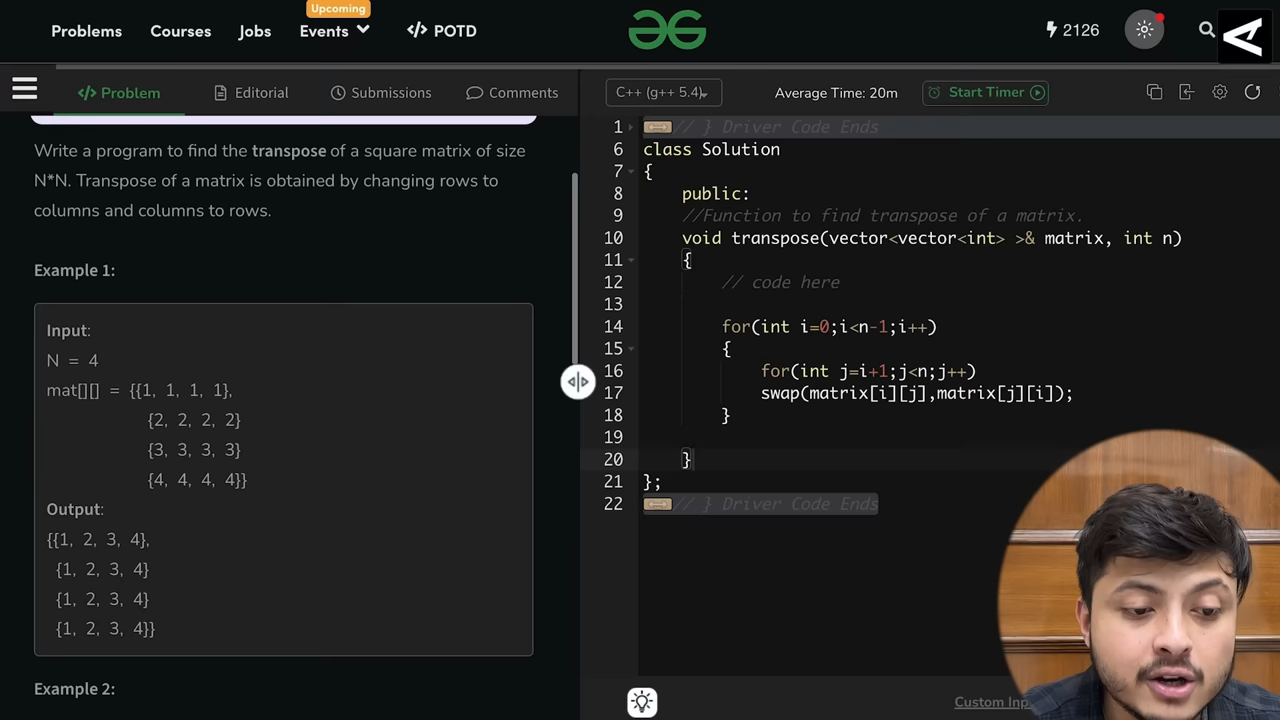 Upcoming
Problems Courses Jobs Events </> POTD 2126
</> Problem Editorial Submissions Comments
C++ (g++ 5.4) Average Time: 20m Start Timer
Write a program to find the transpose of a square matrix of size
N*N. Transpose of a matrix is obtained by changing rows to
columns and columns to rows.
Example 1:
Input:
N = 4
mat[][] = {{1, 1, 1, 1},
{2, 2, 2, 2}
{3, 3, 3, 3}
{4, 4, 4, 4}}
Output:
{{1, 2, 3, 4},
{1, 2, 3, 4}
{1, 2, 3, 4}
{1, 2, 3, 4}}
Example 2:
1 // } Driver Code Ends
6 class Solution
7 {
8 public:
9 //Function to find transpose of a matrix.
10 void transpose(vector<vector<int> >& matrix, int n)
11 {
12 // code here
13
14 for(int i=0;i<n-1;i++)
15 {
16 for(int j=i+1;j<n;j++)
17 swap(matrix[i][j],matrix[j][i]);
18 }
19
20 }
21 };
22 // } Driver Code Ends
Custom Inp